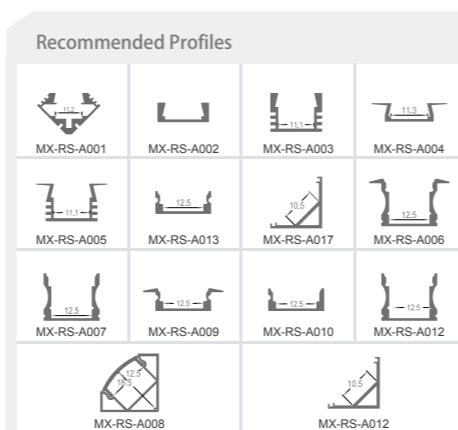 Recommended Profiles
11.2
11.1
11.3
MX-RS-A001 MX-RS-A002 MX-RS-A003 MX-RS-A004
11.1
12.5
10.5
12.5
MX-RS-A005 MX-RS-A013 MX-RS-A017 MX-RS-A006
12.5
12.5
12.5
12.5
MX-RS-A007 MX-RS-A009 MX-RS-A010 MX-RS-A012
12.5
18.5
10.5
MX-RS-A008 MX-RS-A012